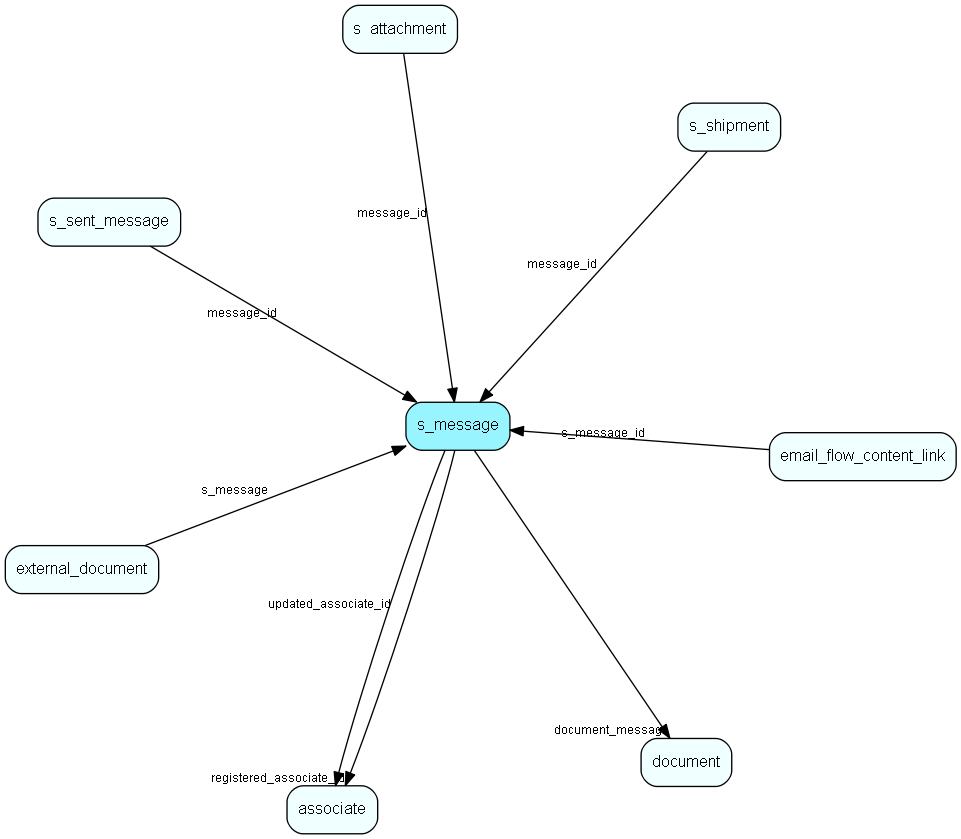 s_attachment
s_shipment
message_id
s_sent_message
message_id
message_id
s_message
s_message_id
email_flow_content_link
s_message
external_document
updated_associate_id
document_message
document
registered_associate_id
associate